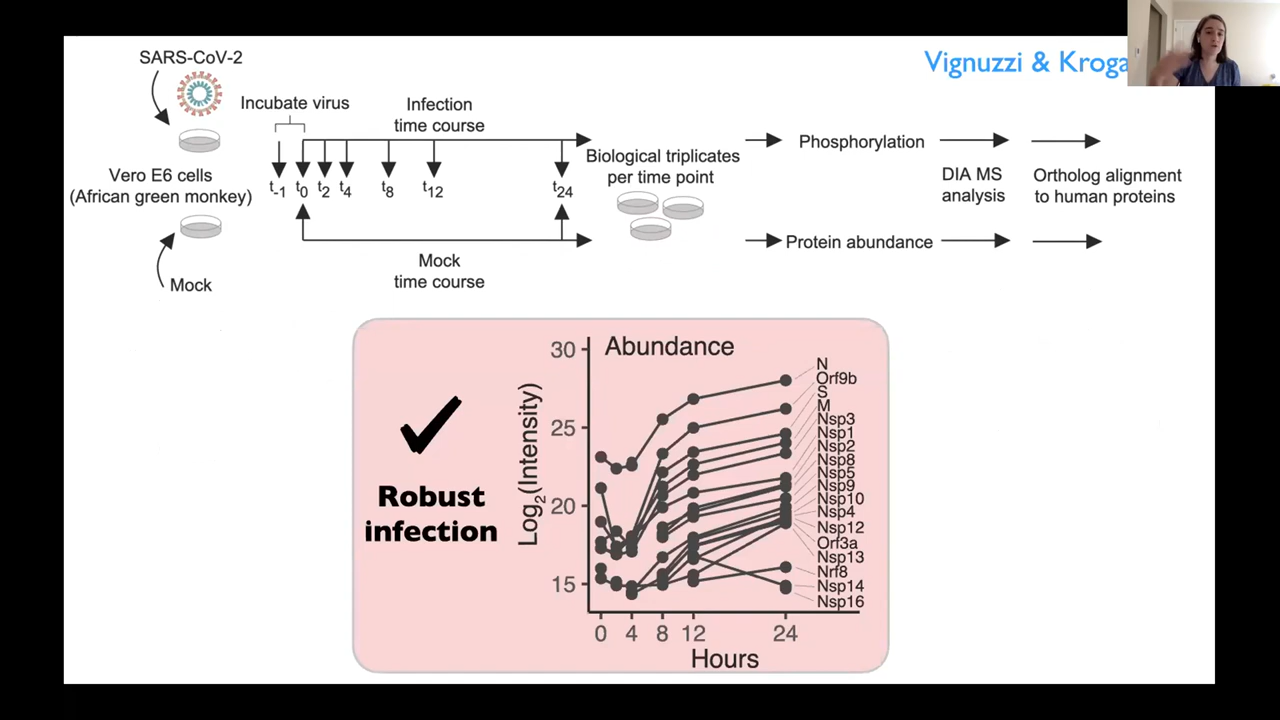 SARS-CoV-2
Vignuzzi & Kroga
Incubate virus
Infection
time course
Vero E6 cells
(African green monkey)
t-1 t0 t2 t4 t8 t12 t24
Biological triplicates
per time point
Phosphorylation
DIA MS
analysis
Ortholog alignment
to human proteins
Protein abundance
Mock
time course
Mock
Robust
infection
Abundance
Log2(Intensity)
30
25
20
15
0 4 8 12 24
Hours
N
Orf9b
S
M
Nsp3
Nsp1
Nsp2
Nsp8
Nsp5
Nsp9
Nsp10
Nsp4
Nsp12
Orf3a
Nsp13
Nrf8
Nsp14
Nsp16